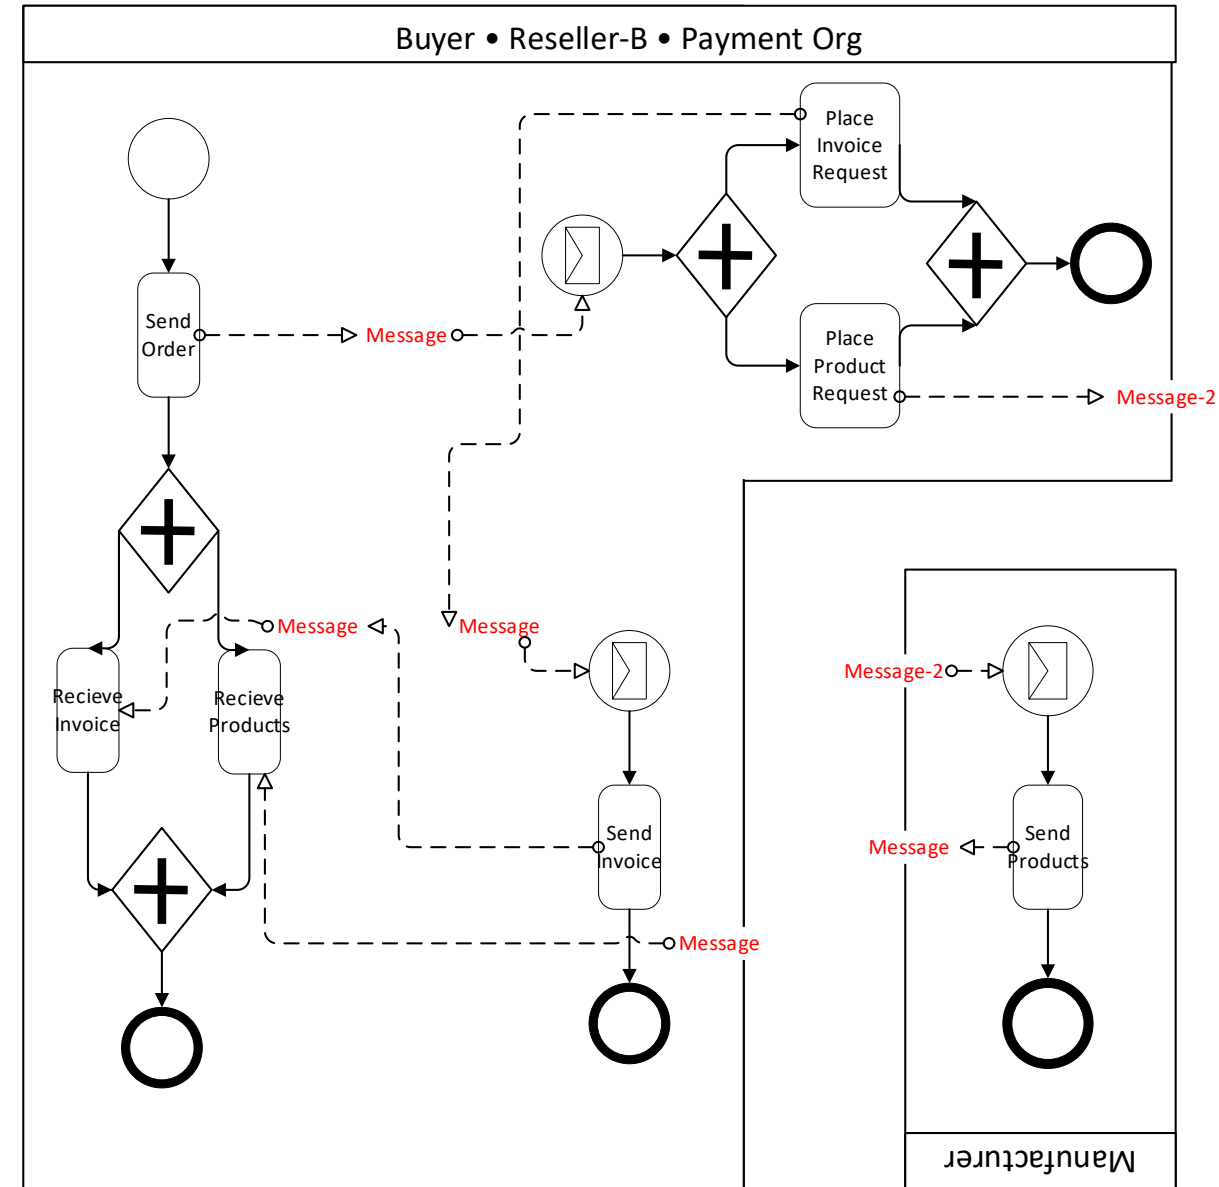 Buyer • Reseller-B • Payment Org
Place
Invoice
Request
Send
Order
Message
Place
Product
Request
Message-2
Message
Message
Recieve
Invoice
Recieve
Products
Message-2
Send
Invoice
Send
Products
Message
Message
Manufacturer